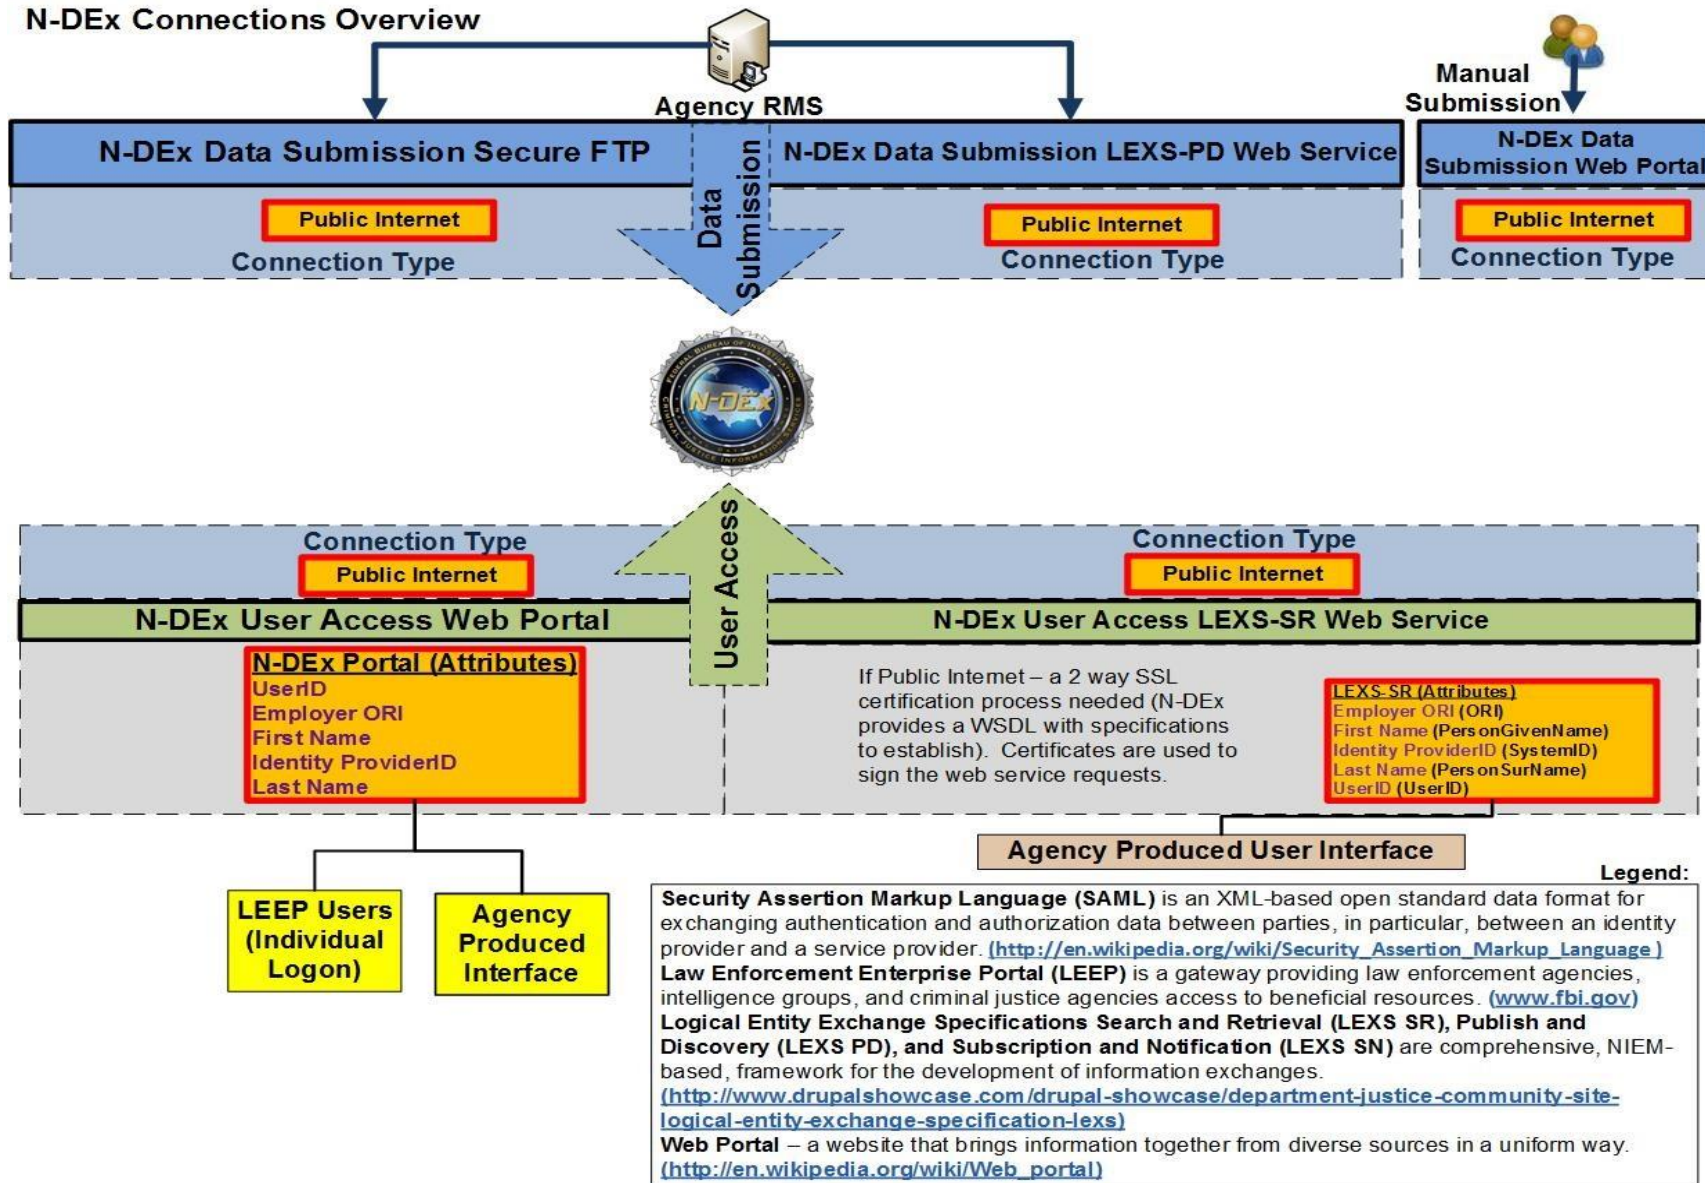 N-DEx Connections Overview
Agency RMS
Manual
Submission
N-DEx Data Submission Secure FTP
N-DEx Data Submission LEXS-PD Web Service
N-DEx Data
Submission Web Portal
Data
Submission
Public Internet
Connection Type
Public Internet
Connection Type
Public Internet
Connection Type
FEDERAL BUREAU OF INVESTIGATION
N-DEx
CRIMINAL JUSTICE INFORMATION SERVICES
User Access
Connection Type
Public Internet
Connection Type
Public Internet
N-DEx User Access Web Portal
N-DEx User Access LEXS-SR Web Service
N-DEx Portal (Attributes)
UserID
Employer ORI
First Name
Identity ProviderID
Last Name
If Public Internet – a 2 way SSL
certification process needed (N-DEx
provides a WSDL with specifications
to establish). Certificates are used to
sign the web service requests.
LEXS-SR (Attributes)
Employer ORI (ORI)
First Name (PersonGivenName)
Identity ProviderID (SystemID)
Last Name (PersonSurName)
UserID (UserID)
LEEP Users
(Individual
Logon)
Agency
Produced
Interface
Agency Produced User Interface
Legend:
Security Assertion Markup Language (SAML) is an XML-based open standard data format for
exchanging authentication and authorization data between parties, in particular, between an identity
provider and a service provider. (http://en.wikipedia.org/wiki/Security_Assertion_Markup_Language )
Law Enforcement Enterprise Portal (LEEP) is a gateway providing law enforcement agencies,
intelligence groups, and criminal justice agencies access to beneficial resources. (www.fbi.gov)
Logical Entity Exchange Specifications Search and Retrieval (LEXS SR), Publish and
Discovery (LEXS PD), and Subscription and Notification (LEXS SN) are comprehensive, NIEM-
based, framework for the development of information exchanges.
(http://www.drupalshowcase.com/drupal-showcase/department-justice-community-site-
logical-entity-exchange-specification-lexs)
Web Portal – a website that brings information together from diverse sources in a uniform way.
(http://en.wikipedia.org/wiki/Web_portal)